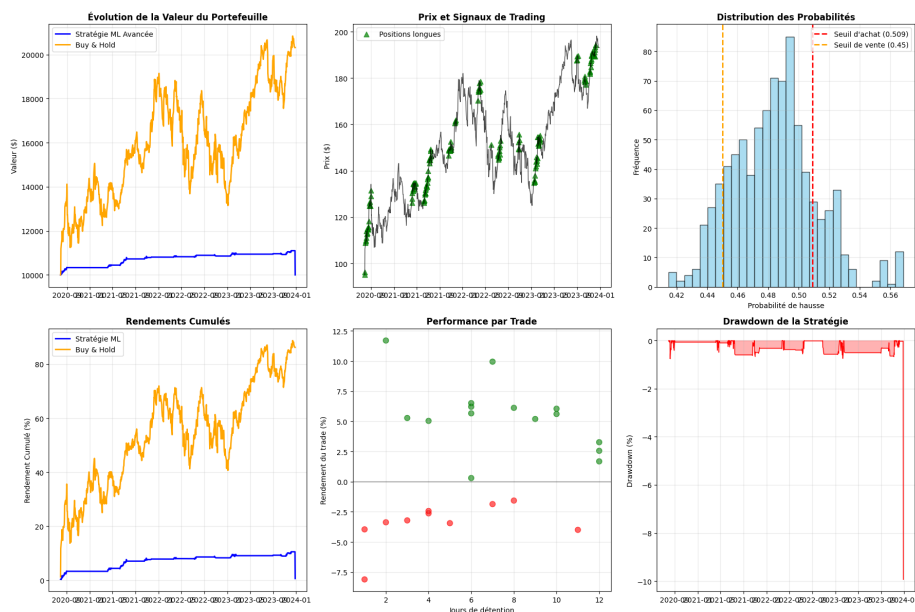 Évolution de la Valeur du Portefeuille
Stratégie ML Avancée
Buy & Hold
Valeur ($)
20000
18000
16000
14000
12000
10000
Prix et Signaux de Trading
Positions longues
Prix ($)
200
180
160
140
120
100
Distribution des Probabilités
Seuil d'achat (0.509)
Seuil de vente (0.45)
Fréquence
80
70
60
50
40
30
20
10
0
0.42 0.44 0.46 0.48 0.50 0.52 0.54 0.56
Probabilité de hausse
Rendements Cumulés
Stratégie ML
Buy & Hold
Rendement Cumulé (%)
80
60
40
20
0
Performance par Trade
Rendement du trade (%)
12.5
10.0
7.5
5.0
2.5
0.0
−2.5
−5.0
−7.5
2 4 6 8 10 12
Jours de détention
Drawdown de la Stratégie
Drawdown (%)
0
−2
−4
−6
−8
−10